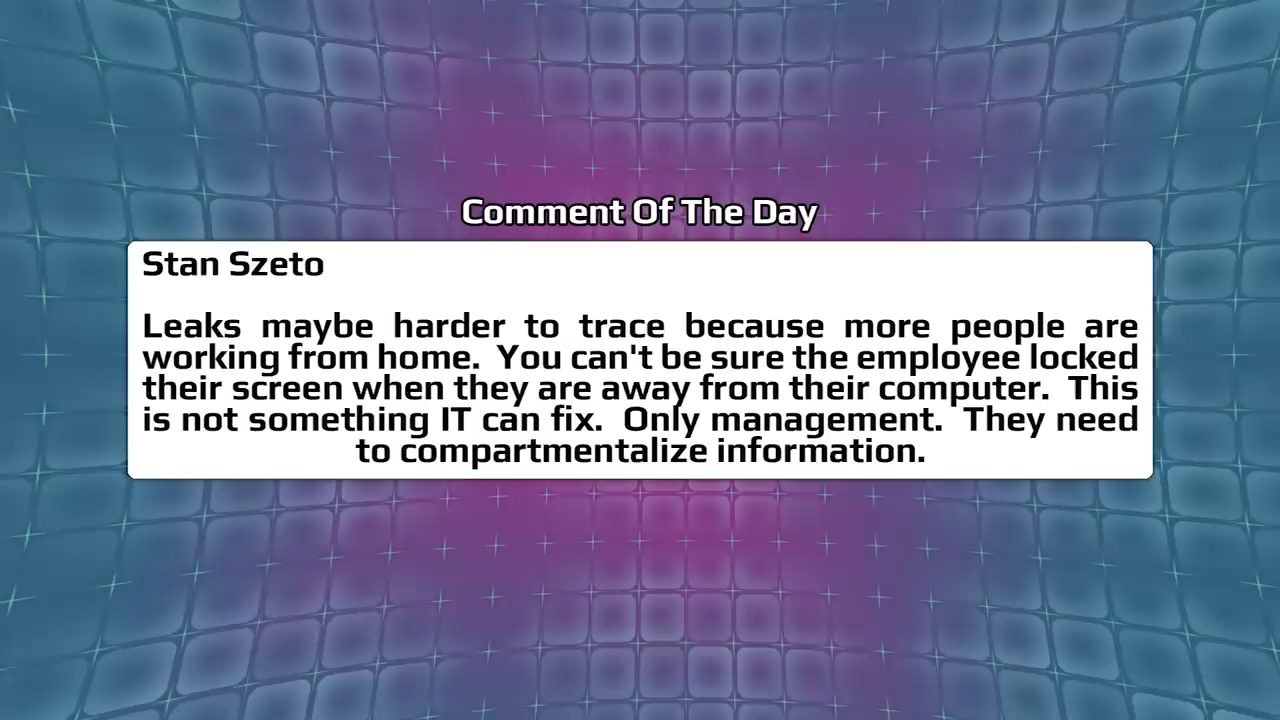 Comment Of The Day
Stan Szeto
Leaks maybe harder to trace because more people are
working from home.  You can't be sure the employee locked
their screen when they are away from their computer.  This
is not something IT can fix.  Only management.  They need
to compartmentalize information.